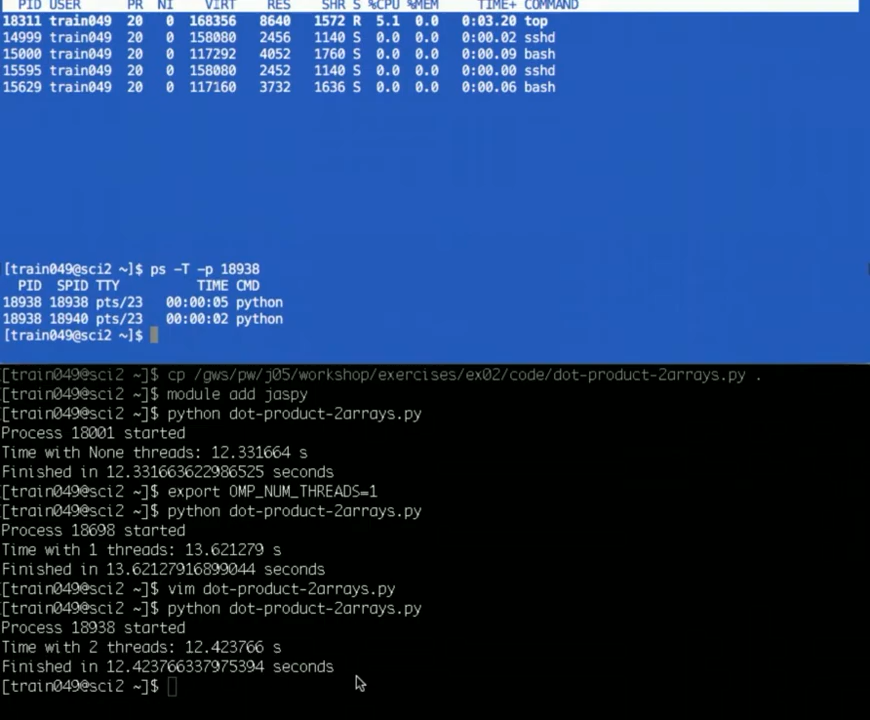 PID USER PR NI VIRT RES SHR S %CPU %MEM TIME+ COMMAND
18311 train049 20 0 168356 8640 1572 R 5.1 0.0 0:03.20 top
14999 train049 20 0 158080 2456 1140 S 0.0 0.0 0:00.02 sshd
15000 train049 20 0 117292 4052 1760 S 0.0 0.0 0:00.09 bash
15595 train049 20 0 158080 2452 1140 S 0.0 0.0 0:00.00 sshd
15629 train049 20 0 117160 3732 1636 S 0.0 0.0 0:00.06 bash
[train049@sci2 ~]$ ps -T -p 18938
PID SPID TTY TIME CMD
18938 18938 pts/23 00:00:05 python
18938 18940 pts/23 00:00:02 python
[train049@sci2 ~]$
[train049@sci2 ~]$ cp /gws/pw/j05/workshop/exercises/ex02/code/dot-product-2arrays.py .
[train049@sci2 ~]$ module add jaspy
[train049@sci2 ~]$ python dot-product-2arrays.py
Process 18001 started
Time with None threads: 12.331664 s
Finished in 12.331663622986525 seconds
[train049@sci2 ~]$ export OMP_NUM_THREADS=1
[train049@sci2 ~]$ python dot-product-2arrays.py
Process 18698 started
Time with 1 threads: 13.621279 s
Finished in 13.62127916899044 seconds
[train049@sci2 ~]$ vim dot-product-2arrays.py
[train049@sci2 ~]$ python dot-product-2arrays.py
Process 18938 started
Time with 2 threads: 12.423766 s
Finished in 12.423766337975394 seconds
[train049@sci2 ~]$